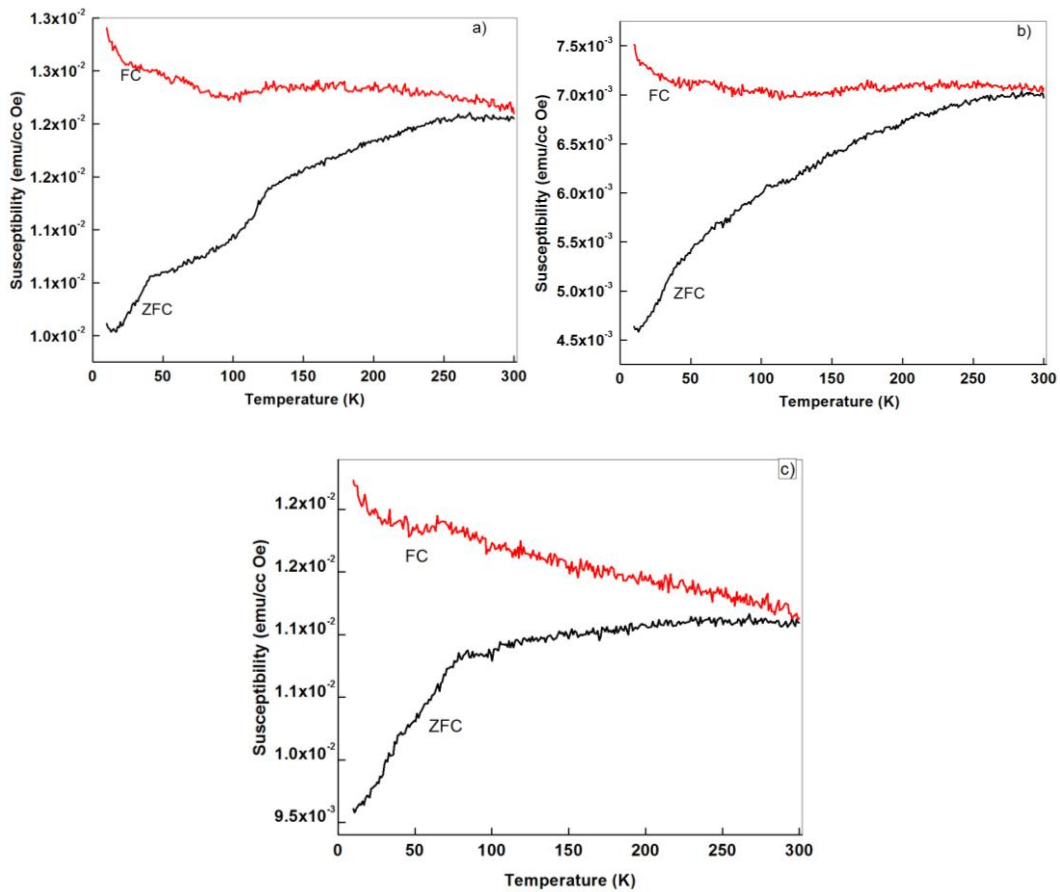 a)
Susceptibility (emu/cc Oe)
1.3x10⁻²
1.3x10⁻²
1.2x10⁻²
1.2x10⁻²
1.1x10⁻²
1.1x10⁻²
1.0x10⁻²
FC
ZFC
0 50 100 150 200 250 300
Temperature (K)
b)
Susceptibility (emu/cc Oe)
7.5x10⁻³
7.0x10⁻³
6.5x10⁻³
6.0x10⁻³
5.5x10⁻³
5.0x10⁻³
4.5x10⁻³
FC
ZFC
0 50 100 150 200 250 300
Temperature (K)
c)
Susceptibility (emu/cc Oe)
1.2x10⁻²
1.2x10⁻²
1.1x10⁻²
1.1x10⁻²
1.0x10⁻²
9.5x10⁻³
FC
ZFC
0 50 100 150 200 250 300
Temperature (K)